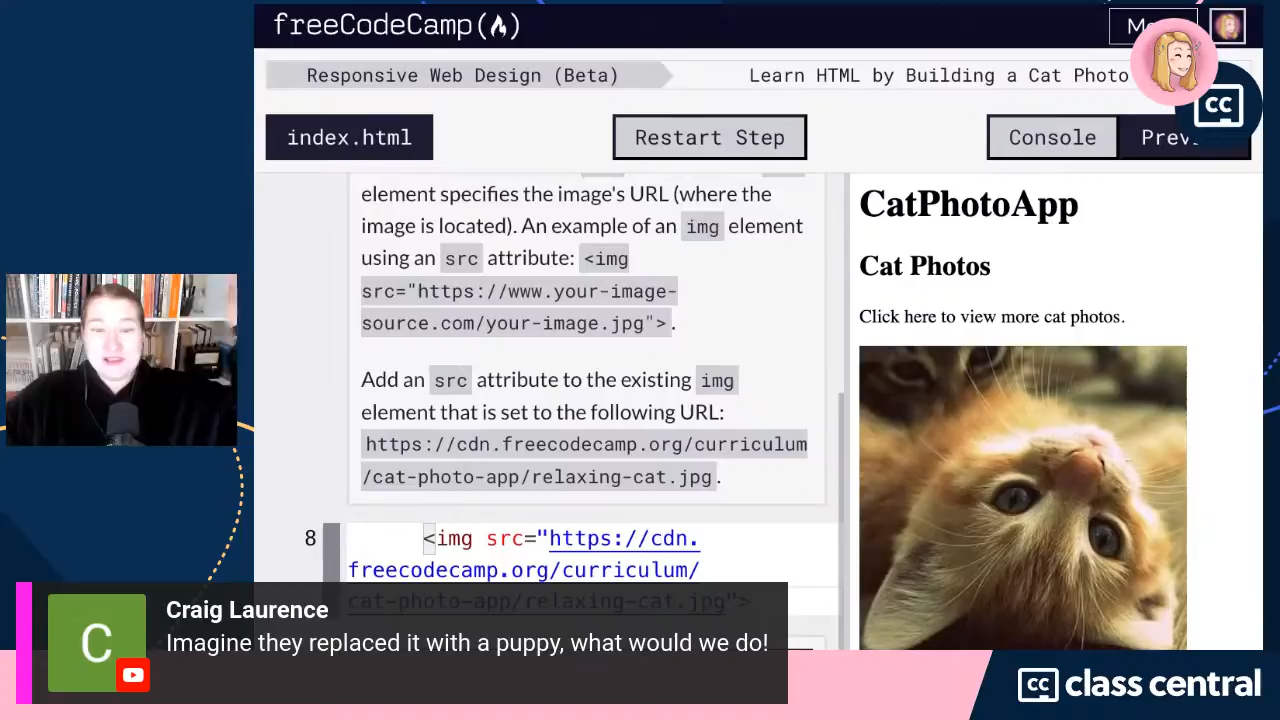 freeCodeCamp(🔥)
Me
Responsive Web Design (Beta)
Learn HTML by Building a Cat Photo
CC
index.html
Restart Step
Console
Prev
element specifies the image's URL (where the
image is located). An example of an img element
using an src attribute: <img
src="https://www.your-image-
source.com/your-image.jpg">.
Add an src attribute to the existing img
element that is set to the following URL:
https://cdn.freecodecamp.org/curriculum
/cat-photo-app/relaxing-cat.jpg.
8 <img src="https://cdn.
freecodecamp.org/curriculum/
cat-photo-app/relaxing-cat.jpg">
CatPhotoApp
Cat Photos
Click here to view more cat photos.
C
Craig Laurence
Imagine they replaced it with a puppy, what would we do!
CC class central